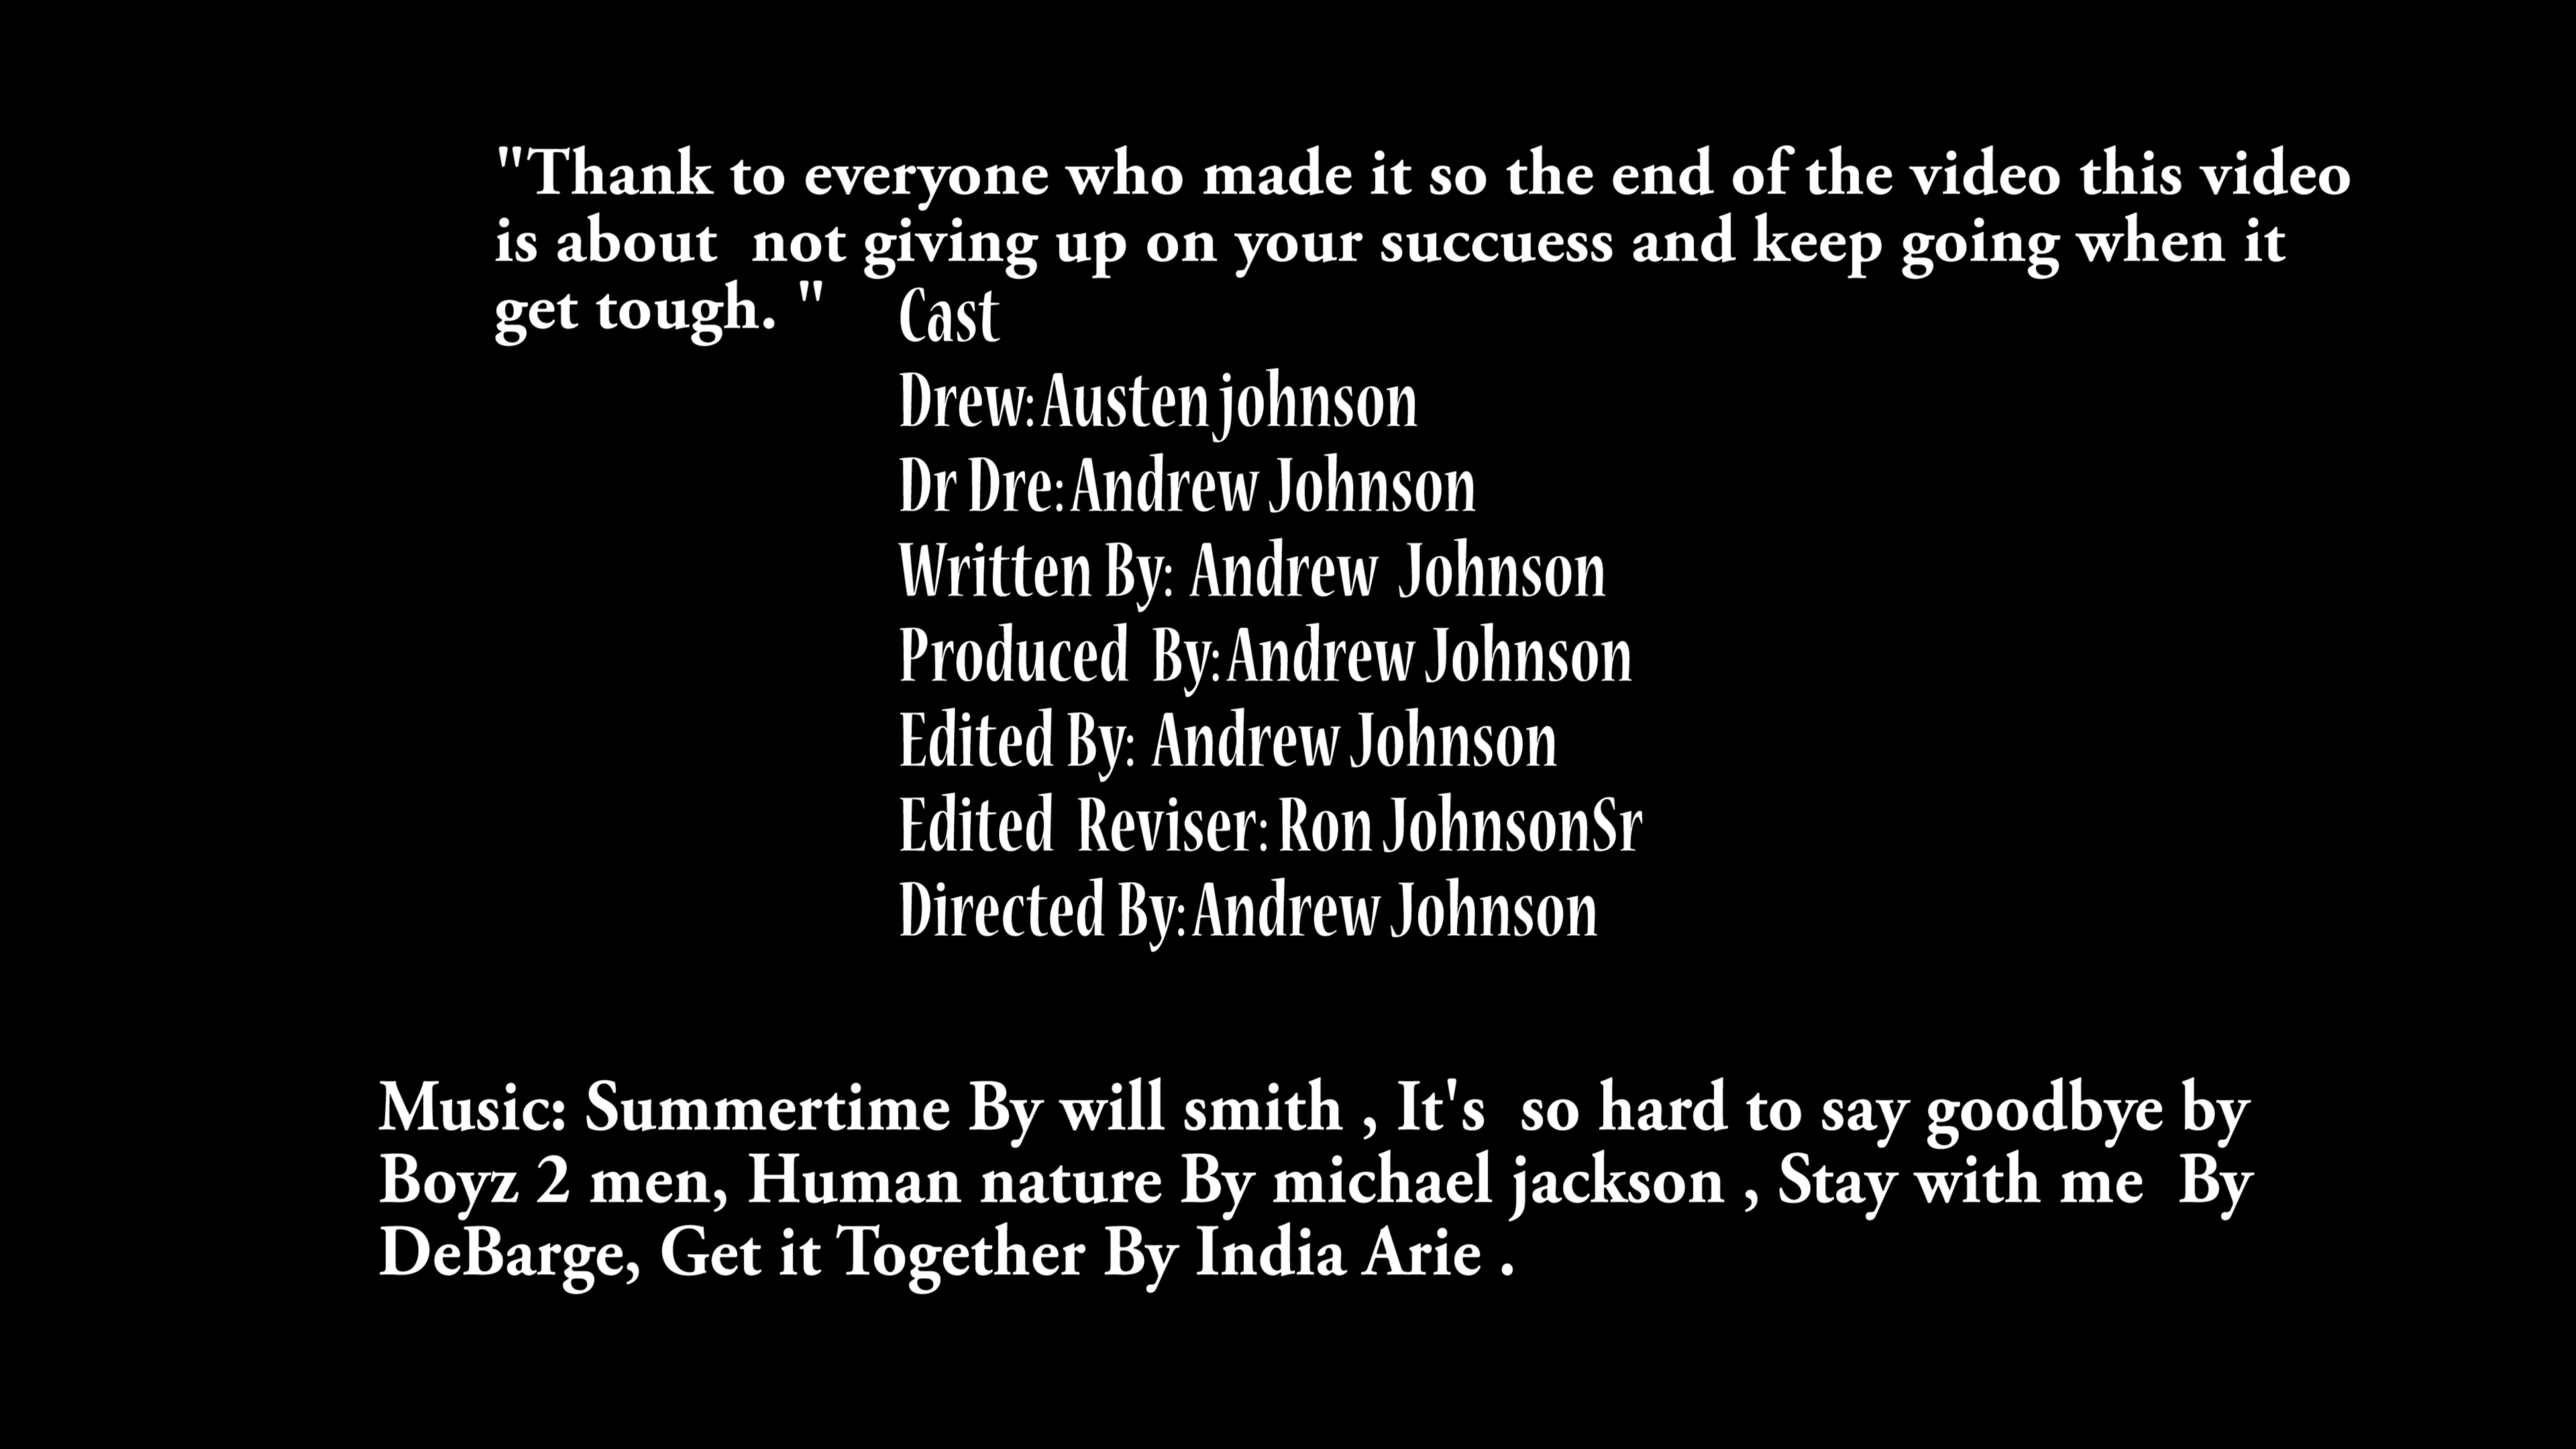 "Thank to everyone who made it so the end of the video this video
is about  not giving up on your succuess and keep going when it
get tough. "
Cast
Drew: Austen johnson
Dr Dre: Andrew Johnson
Written By: Andrew  Johnson
Produced  By: Andrew Johnson
Edited By: Andrew Johnson
Edited  Reviser: Ron JohnsonSr
Directed By: Andrew Johnson
Music: Summertime By will smith , It's  so hard to say goodbye by
Boyz 2 men, Human nature By michael jackson , Stay with me  By
DeBarge, Get it Together By India Arie .